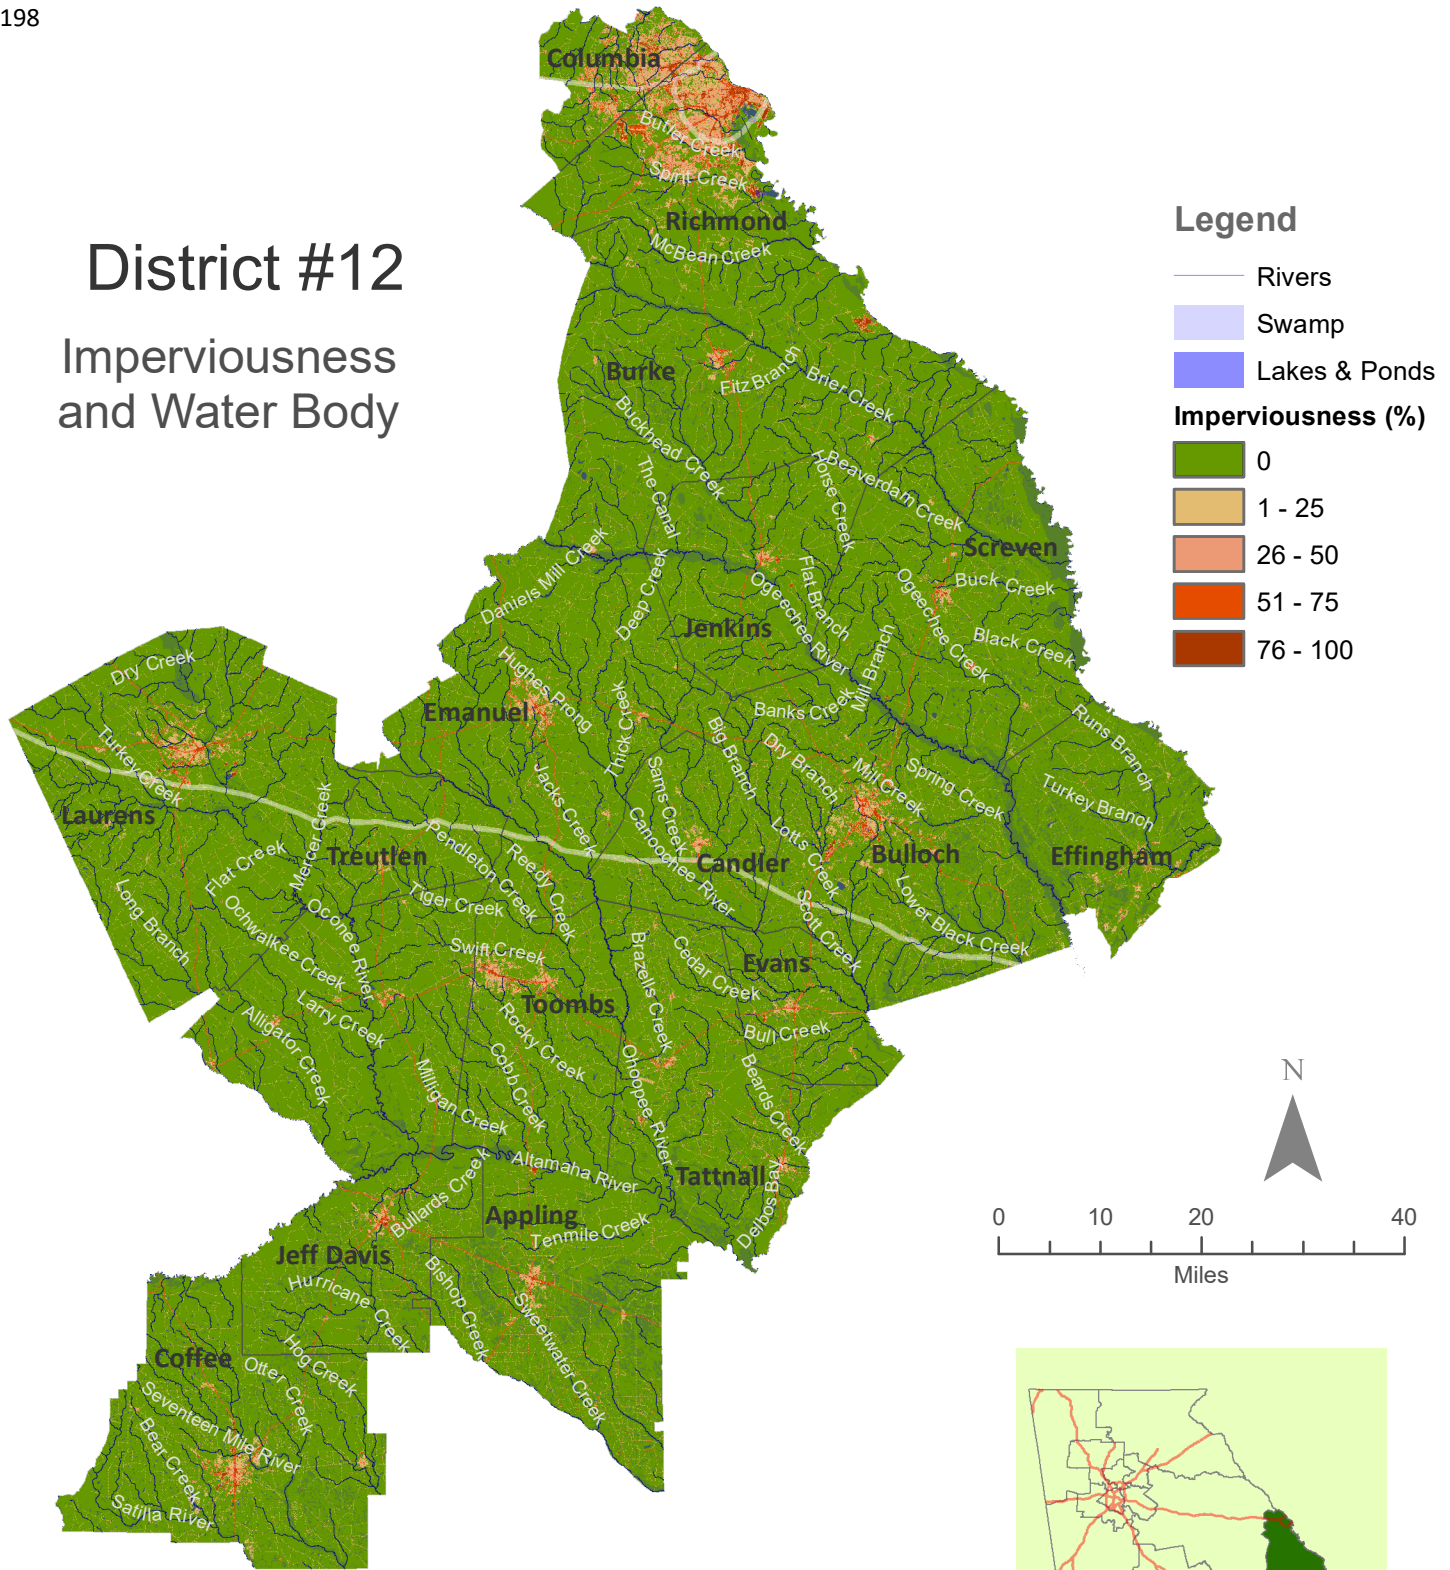 198
Columbia
Butler Creek
Spirit Creek
Richmond
McBean Creek
District #12
Imperviousness
and Water Body
Legend
Rivers
Swamp
Lakes & Ponds
Imperviousness (%)
0
1 - 25
26 - 50
51 - 75
76 - 100
Burke
Fitz Branch
Brier Creek
Buckhead Creek
The Canal
Horse Creek
Beaverdam Creek
Screven
Daniels Mill Creek
Deep Creek
Flat Branch
Ogeechee River
Ogeechee Creek
Buck Creek
Jenkins
Black Creek
Mill Branch
Dry Creek
Hughes Prong
Emanuel
Thick Creek
Banks Creek
Big Branch
Dry Branch
Runs Branch
Turkey Creek
Jacks Creek
Sams Creek
Mill Creek
Spring Creek
Turkey Branch
Laurens
Mercer Creek
Canoochee River
Lotts Creek
Treutlen
Pendleton Creek
Reedy Creek
Candler
Bulloch
Effingham
Flat Creek
Long Branch
Tiger Creek
Scott Creek
Lower Black Creek
Ochwalkee Creek
Oconee River
Swift Creek
Brazells Creek
Cedar Creek
Evans
Toombs
Larry Creek
Alligator Creek
Rocky Creek
Bull Creek
Cobb Creek
Ohoopee River
Beards Creek
Milligan Creek
N
Altamaha River
Tattnall
Bullards Creek
Appling
Tenmile Creek
Delbos Bay
0
10
20
40
Miles
Jeff Davis
Hurricane Creek
Bishop Creek
Sweetwater Creek
Coffee
Hog Creek
Otter Creek
Seventeen Mile River
Bear Creek
Satilla River